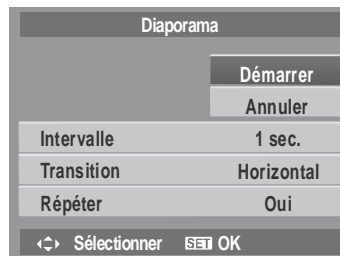 Diaporama
Démarrer
Annuler
Intervalle 1 sec.
Transition Horizontal
Répéter Oui
Sélectionner SET OK